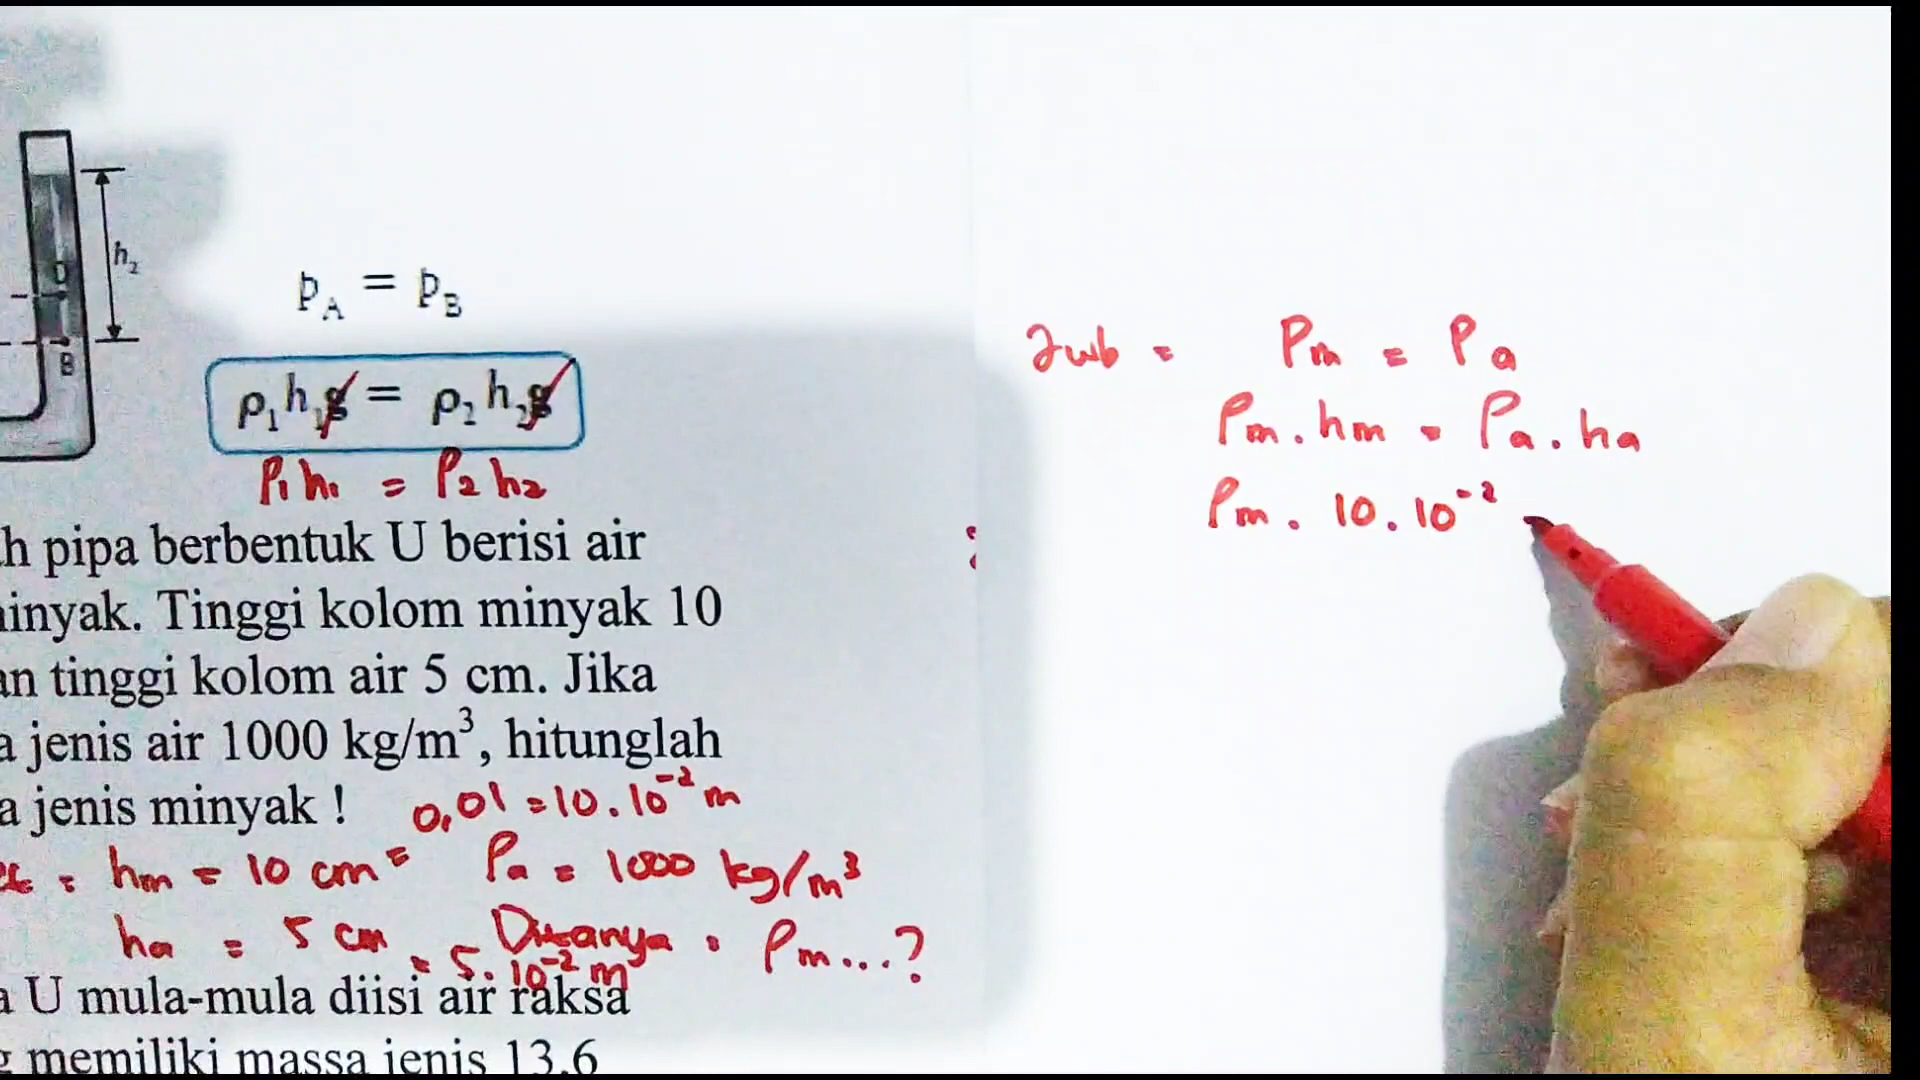 h₂
B
p_A = p_B
ρ₁h₁g = ρ₂h₂g
ρ₁h₁ = ρ₂h₂
h pipa berbentuk U berisi air
inyak. Tinggi kolom minyak 10
an tinggi kolom air 5 cm. Jika
a jenis air 1000 kg/m³, hitunglah
a jenis minyak !
0,01 = 10.10⁻² m
= hm = 10 cm =
ρa = 1000 kg/m³
ha = 5 cm = 5.10⁻² m
Ditanya = ρm...?
a U mula-mula diisi air raksa
g memiliki massa jenis 13,6
Jwb = Pm = Pa
ρm . hm = ρa . ha
ρm . 10 . 10⁻²